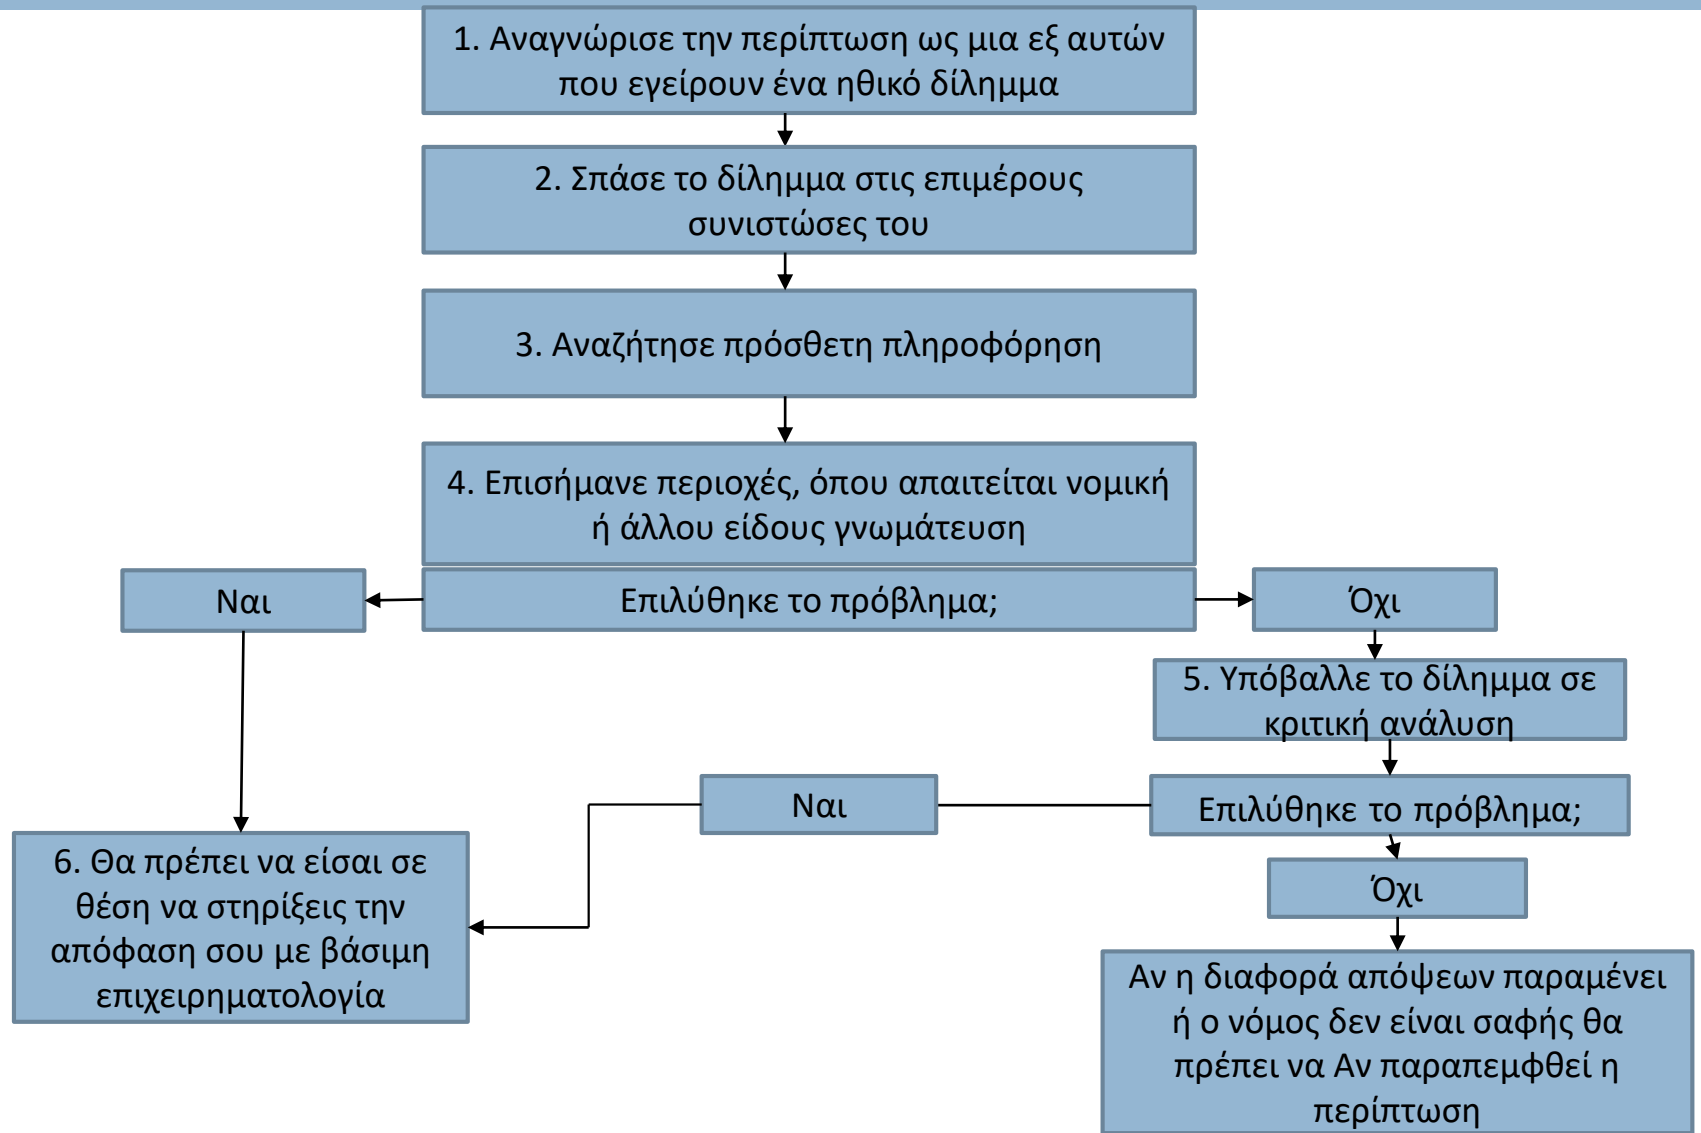 1. Αναγνώρισε την περίπτωση ως μια εξ αυτών
που εγείρουν ένα ηθικό δίλημμα
2. Σπάσε το δίλημμα στις επιμέρους
συνιστώσες του
3. Αναζήτησε πρόσθετη πληροφόρηση
4. Επισήμανε περιοχές, όπου απαιτείται νομική
ή άλλου είδους γνωμάτευση
Ναι
Επιλύθηκε το πρόβλημα;
Όχι
5. Υπόβαλλε το δίλημμα σε
κριτική ανάλυση
Ναι
Επιλύθηκε το πρόβλημα;
6. Θα πρέπει να είσαι σε
θέση να στηρίξεις την
απόφαση σου με βάσιμη
επιχειρηματολογία
Όχι
Αν η διαφορά απόψεων παραμένει
ή ο νόμος δεν είναι σαφής θα
πρέπει να Αν παραπεμφθεί η
περίπτωση